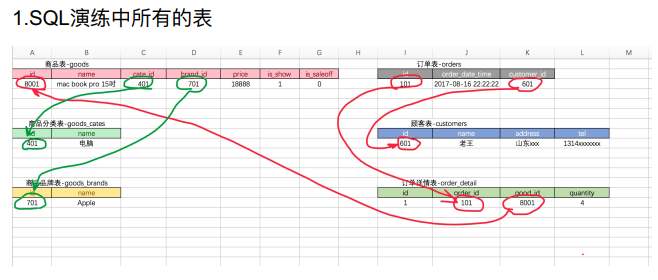 1.SQL演练中所有的表
A B C D E F G H I J K L M
商品表-goods 订单表-orders
id name cate_id brand_id price is_show is_saleoff id order_date_time customer_id
8001 mac book pro 15吋 401 701 18888 1 0 101 2017-08-16 22:22:22 601
商品分类表-goods_cates 顾客表-customers
id name id name address tel
401 电脑 601 老王 山东xxx 1314xxxxxx
商品品牌表-goods_brands 订单详情表-order_detail
id name id order_id good_id quantity
701 Apple 1 101 8001 4